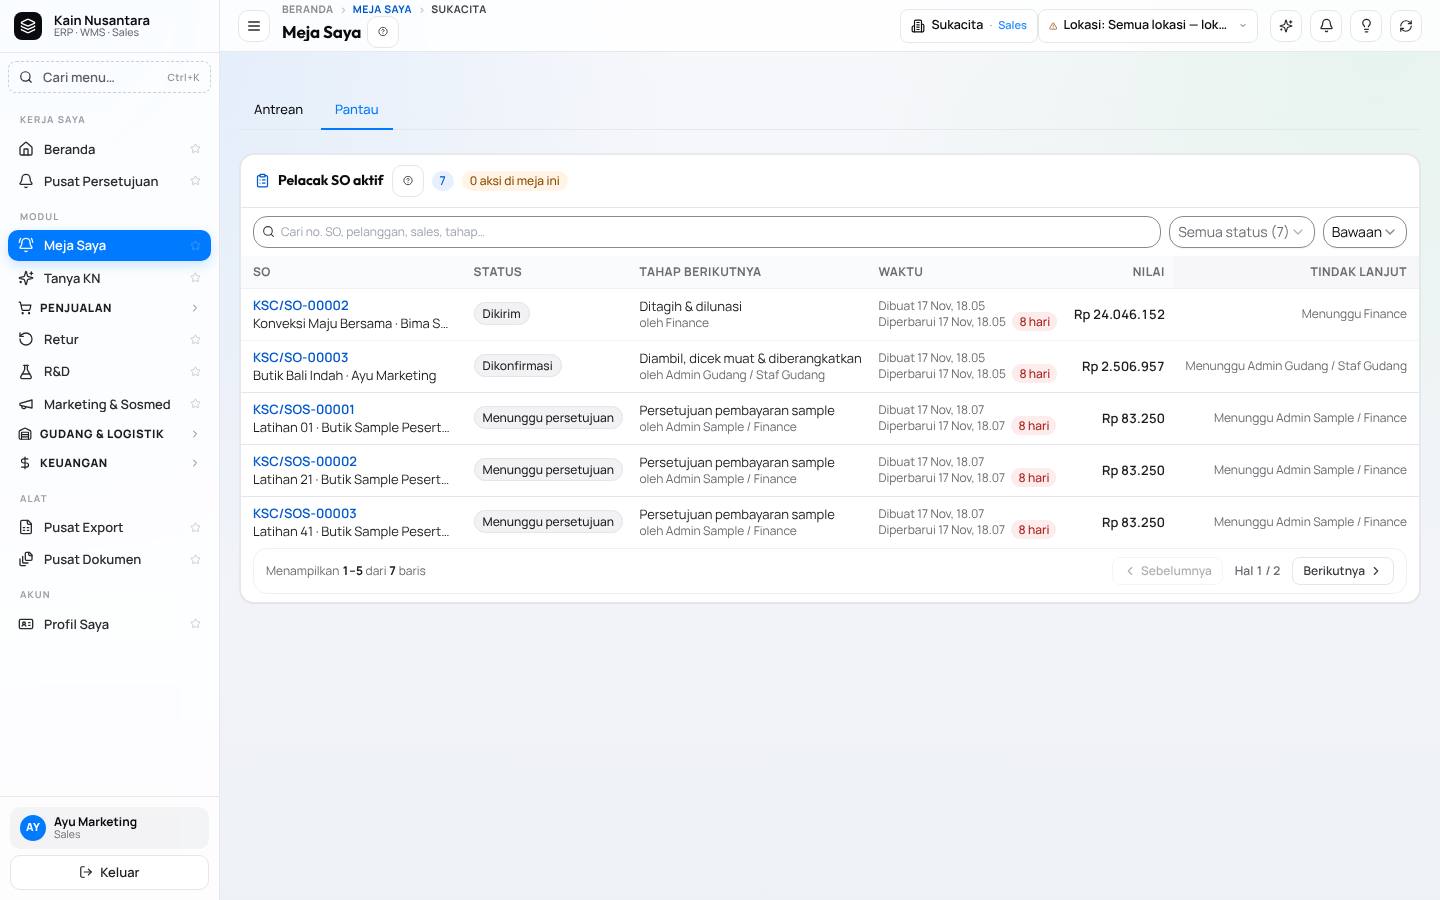 Kain Nusantara
ERP · WMS · Sales
Cari menu...
Ctrl+K
KERJA SAYA
Beranda
Pusat Persetujuan
MODUL
Meja Saya
Tanya KN
PENJUALAN
Retur
R&D
Marketing & Sosmed
GUDANG & LOGISTIK
KEUANGAN
ALAT
Pusat Export
Pusat Dokumen
AKUN
Profil Saya
AY
Ayu Marketing
Sales
Keluar
BERANDA > MEJA SAYA > SUKACITA
Meja Saya
Sukacita · Sales
Lokasi: Semua lokasi — lok...
Antrean
Pantau
Pelacak SO aktif
7
0 aksi di meja ini
Cari no. SO, pelanggan, sales, tahap...
Semua status (7)
Bawaan
SO STATUS TAHAP BERIKUTNYA WAKTU NILAI TINDAK LANJUT
KSC/SO-00002
Konveksi Maju Bersama · Bima S...
Dikirim
Ditagih & dilunasi
oleh Finance
Dibuat 17 Nov, 18.05
Diperbarui 17 Nov, 18.05 8 hari
Rp 24.046.152
Menunggu Finance
KSC/SO-00003
Butik Bali Indah · Ayu Marketing
Dikonfirmasi
Diambil, dicek muat & diberangkatkan
oleh Admin Gudang / Staf Gudang
Dibuat 17 Nov, 18.05
Diperbarui 17 Nov, 18.05 8 hari
Rp 2.506.957
Menunggu Admin Gudang / Staf Gudang
KSC/SOS-00001
Latihan 01 · Butik Sample Pesert...
Menunggu persetujuan
Persetujuan pembayaran sample
oleh Admin Sample / Finance
Dibuat 17 Nov, 18.07
Diperbarui 17 Nov, 18.07 8 hari
Rp 83.250
Menunggu Admin Sample / Finance
KSC/SOS-00002
Latihan 21 · Butik Sample Pesert...
Menunggu persetujuan
Persetujuan pembayaran sample
oleh Admin Sample / Finance
Dibuat 17 Nov, 18.07
Diperbarui 17 Nov, 18.07 8 hari
Rp 83.250
Menunggu Admin Sample / Finance
KSC/SOS-00003
Latihan 41 · Butik Sample Pesert...
Menunggu persetujuan
Persetujuan pembayaran sample
oleh Admin Sample / Finance
Dibuat 17 Nov, 18.07
Diperbarui 17 Nov, 18.07 8 hari
Rp 83.250
Menunggu Admin Sample / Finance
Menampilkan 1–5 dari 7 baris
Sebelumnya
Hal 1 / 2
Berikutnya